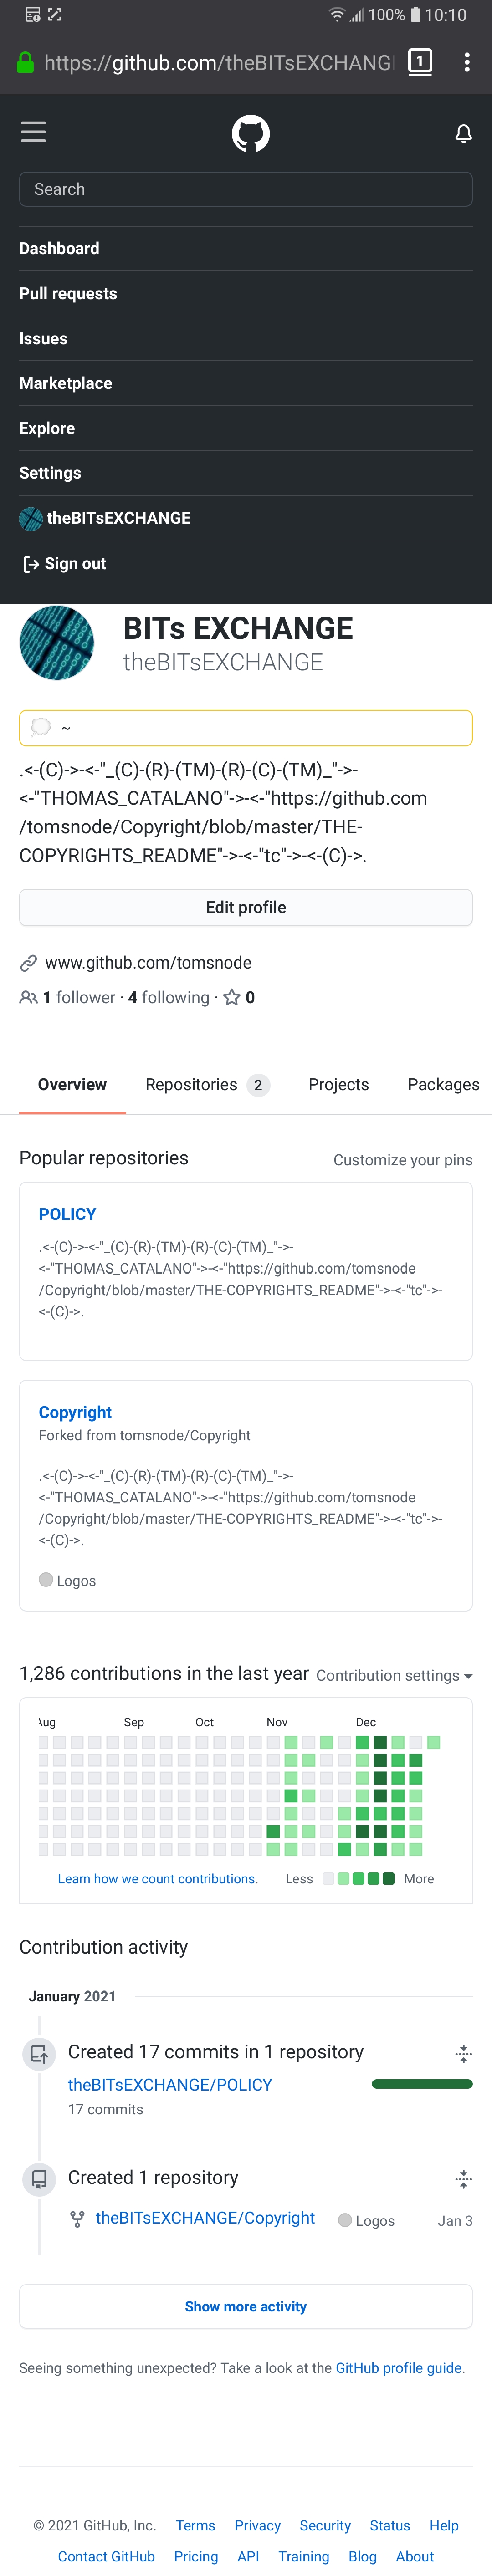 100% 10:10
https://github.com/theBITsEXCHANG
1
Search
Dashboard
Pull requests
Issues
Marketplace
Explore
Settings
theBITsEXCHANGE
Sign out
BITs EXCHANGE
theBITsEXCHANGE
~
.<-(C)->-<-"_(C)-(R)-(TM)-(R)-(C)-(TM)_"->-
<-"THOMAS_CATALANO"->-<-"https://github.com
/tomsnode/Copyright/blob/master/THE-
COPYRIGHTS_README"->-<-"tc"->-<-(C)->.
Edit profile
www.github.com/tomsnode
1 follower · 4 following · 0
Overview Repositories 2 Projects Packages
Popular repositories Customize your pins
POLICY
.<-(C)->-<-"_(C)-(R)-(TM)-(R)-(C)-(TM)_"->-
<-"THOMAS_CATALANO"->-<-"https://github.com/tomsnode
/Copyright/blob/master/THE-COPYRIGHTS_README"->-<-"tc"->-
<-(C)->.
Copyright
Forked from tomsnode/Copyright
.<-(C)->-<-"_(C)-(R)-(TM)-(R)-(C)-(TM)_"->-
<-"THOMAS_CATALANO"->-<-"https://github.com/tomsnode
/Copyright/blob/master/THE-COPYRIGHTS_README"->-<-"tc"->-
<-(C)->.
Logos
1,286 contributions in the last year Contribution settings
Aug Sep Oct Nov Dec
Learn how we count contributions. Less More
Contribution activity
January 2021
Created 17 commits in 1 repository
theBITsEXCHANGE/POLICY
17 commits
Created 1 repository
theBITsEXCHANGE/Copyright Logos Jan 3
Show more activity
Seeing something unexpected? Take a look at the GitHub profile guide.
© 2021 GitHub, Inc. Terms Privacy Security Status Help
Contact GitHub Pricing API Training Blog About